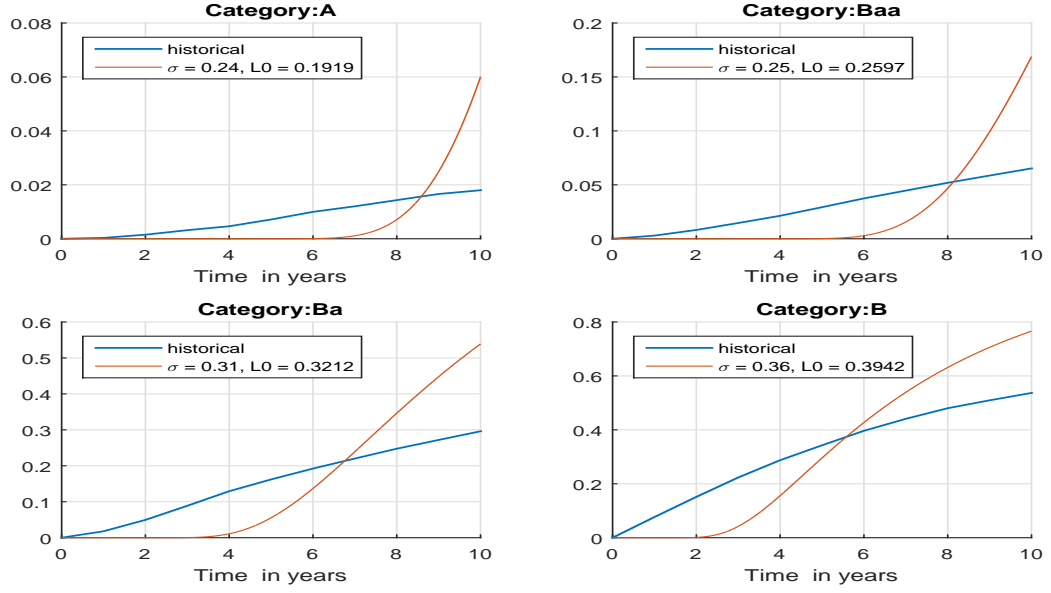 Category:A
0.08
0.06
0.04
0.02
0
historical
σ = 0.24, L0 = 0.1919
0 2 4 6 8 10
Time in years
Category:Baa
0.2
0.15
0.1
0.05
0
historical
σ = 0.25, L0 = 0.2597
0 2 4 6 8 10
Time in years
Category:Ba
0.6
0.5
0.4
0.3
0.2
0.1
0
historical
σ = 0.31, L0 = 0.3212
0 2 4 6 8 10
Time in years
Category:B
0.8
0.6
0.4
0.2
0
historical
σ = 0.36, L0 = 0.3942
0 2 4 6 8 10
Time in years